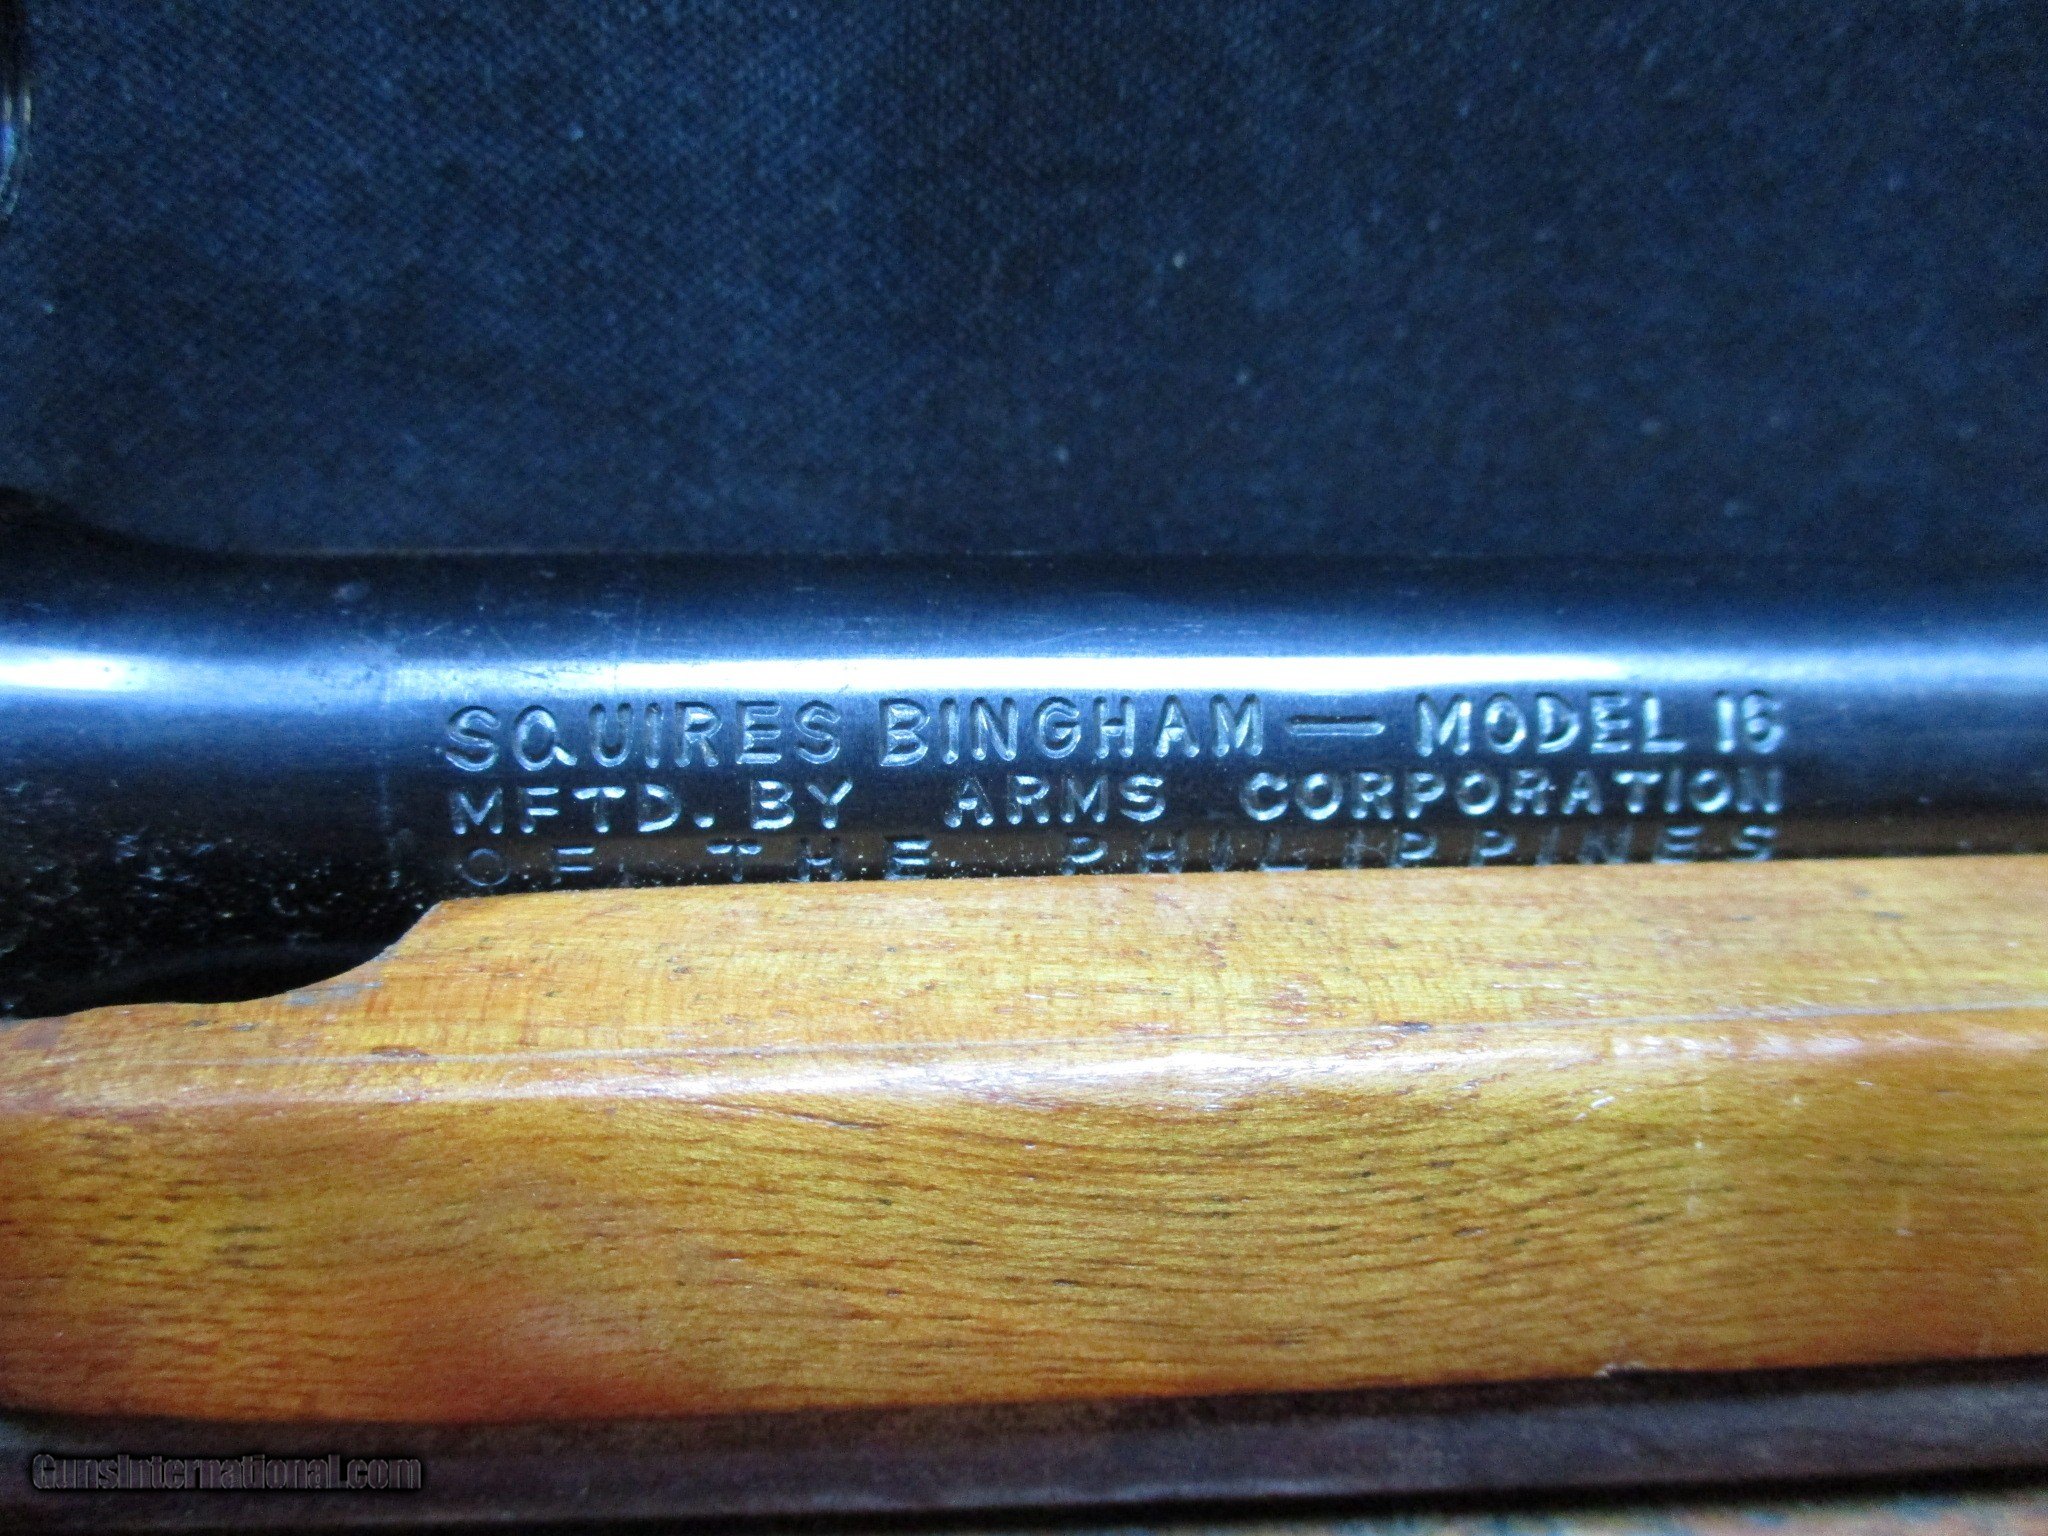 SQUIRES BINGHAM — MODEL 16
MFTD. BY ARMS CORPORATION
OF THE PHILIPPINES
GunsInternational.com